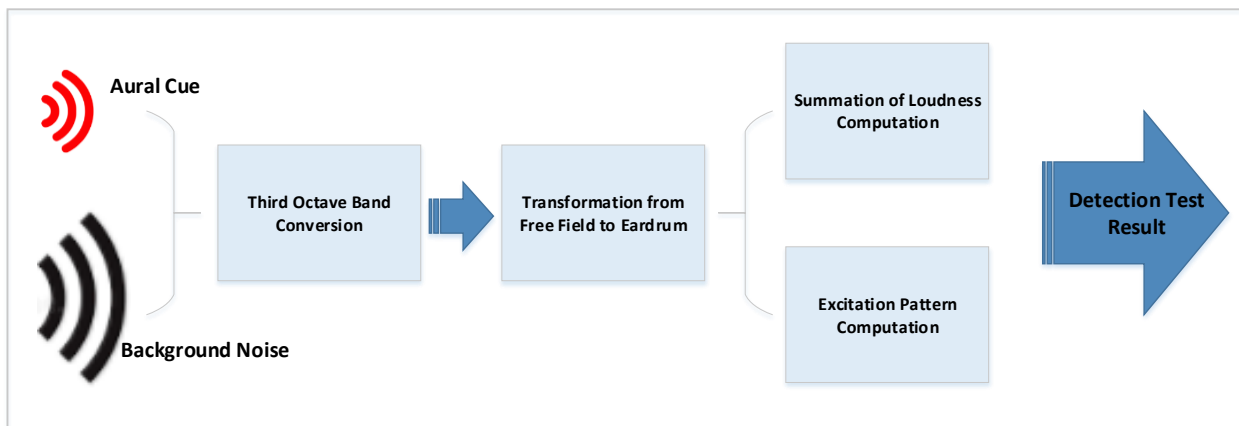 Aural Cue
Background Noise
Third Octave Band
Conversion
Transformation from
Free Field to Eardrum
Summation of Loudness
Computation
Excitation Pattern
Computation
Detection Test
Result